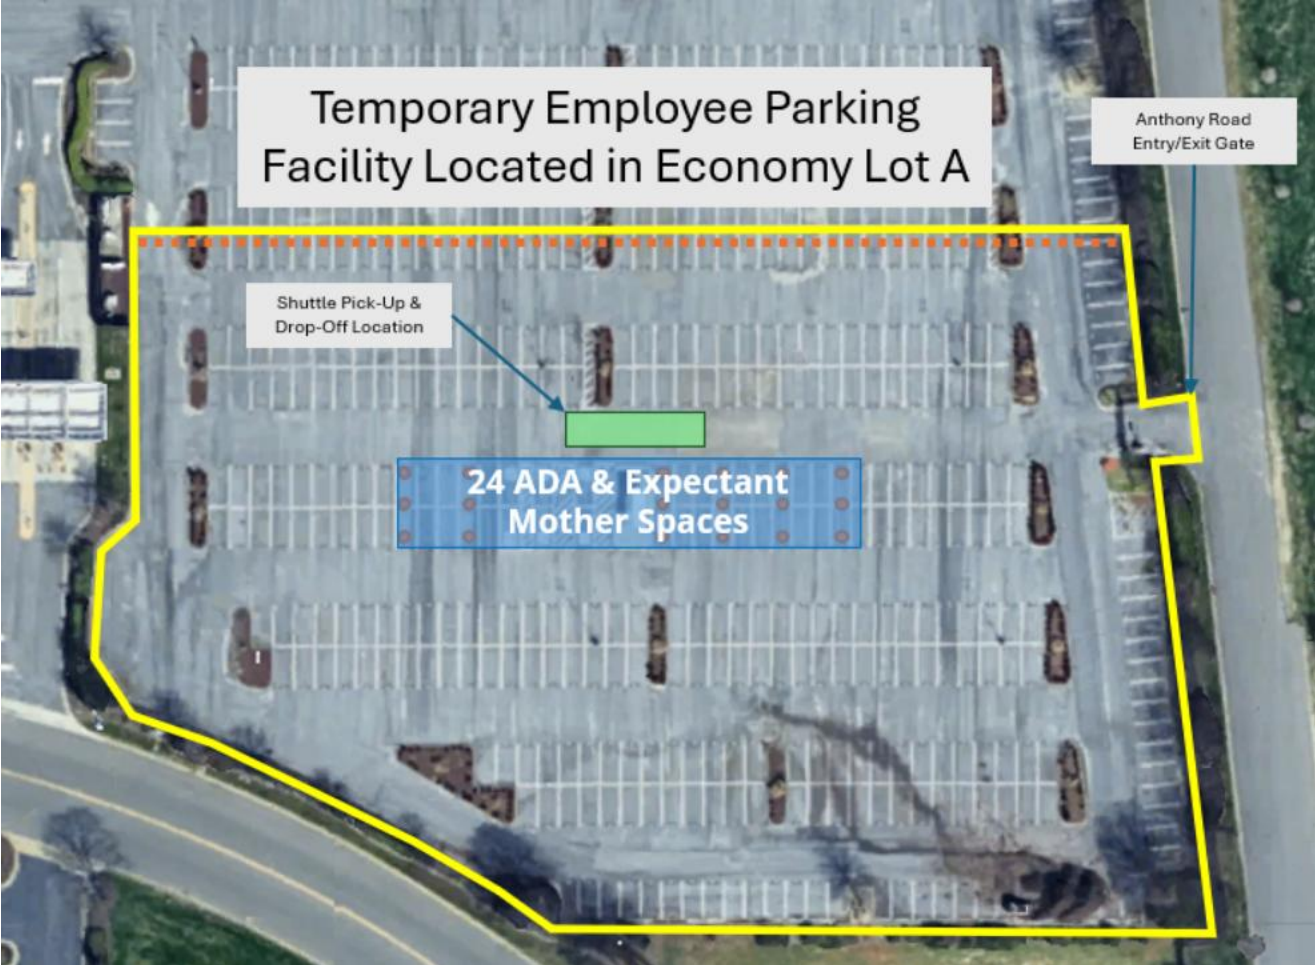 Temporary Employee Parking
Facility Located in Economy Lot A
Anthony Road
Entry/Exit Gate
Shuttle Pick-Up &
Drop-Off Location
24 ADA & Expectant
Mother Spaces